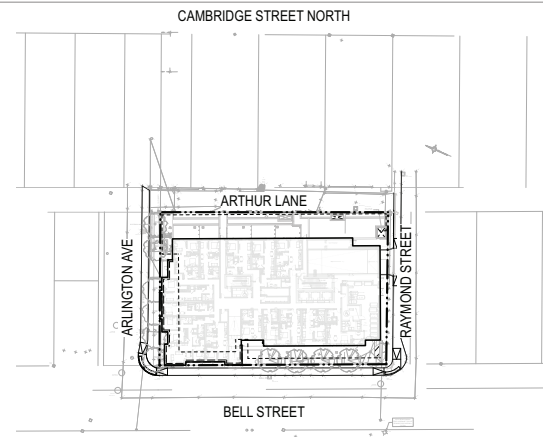 CAMBRIDGE STREET NORTH
ARTHUR LANE
ARLINGTON AVE
RAYMOND STREET
BELL STREET